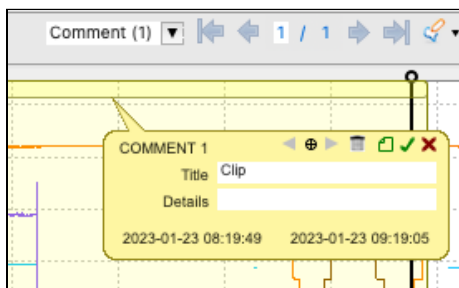 Comment (1) 1 / 1
COMMENT 1
Title Clip
Details
2023-01-23 08:19:49 2023-01-23 09:19:05